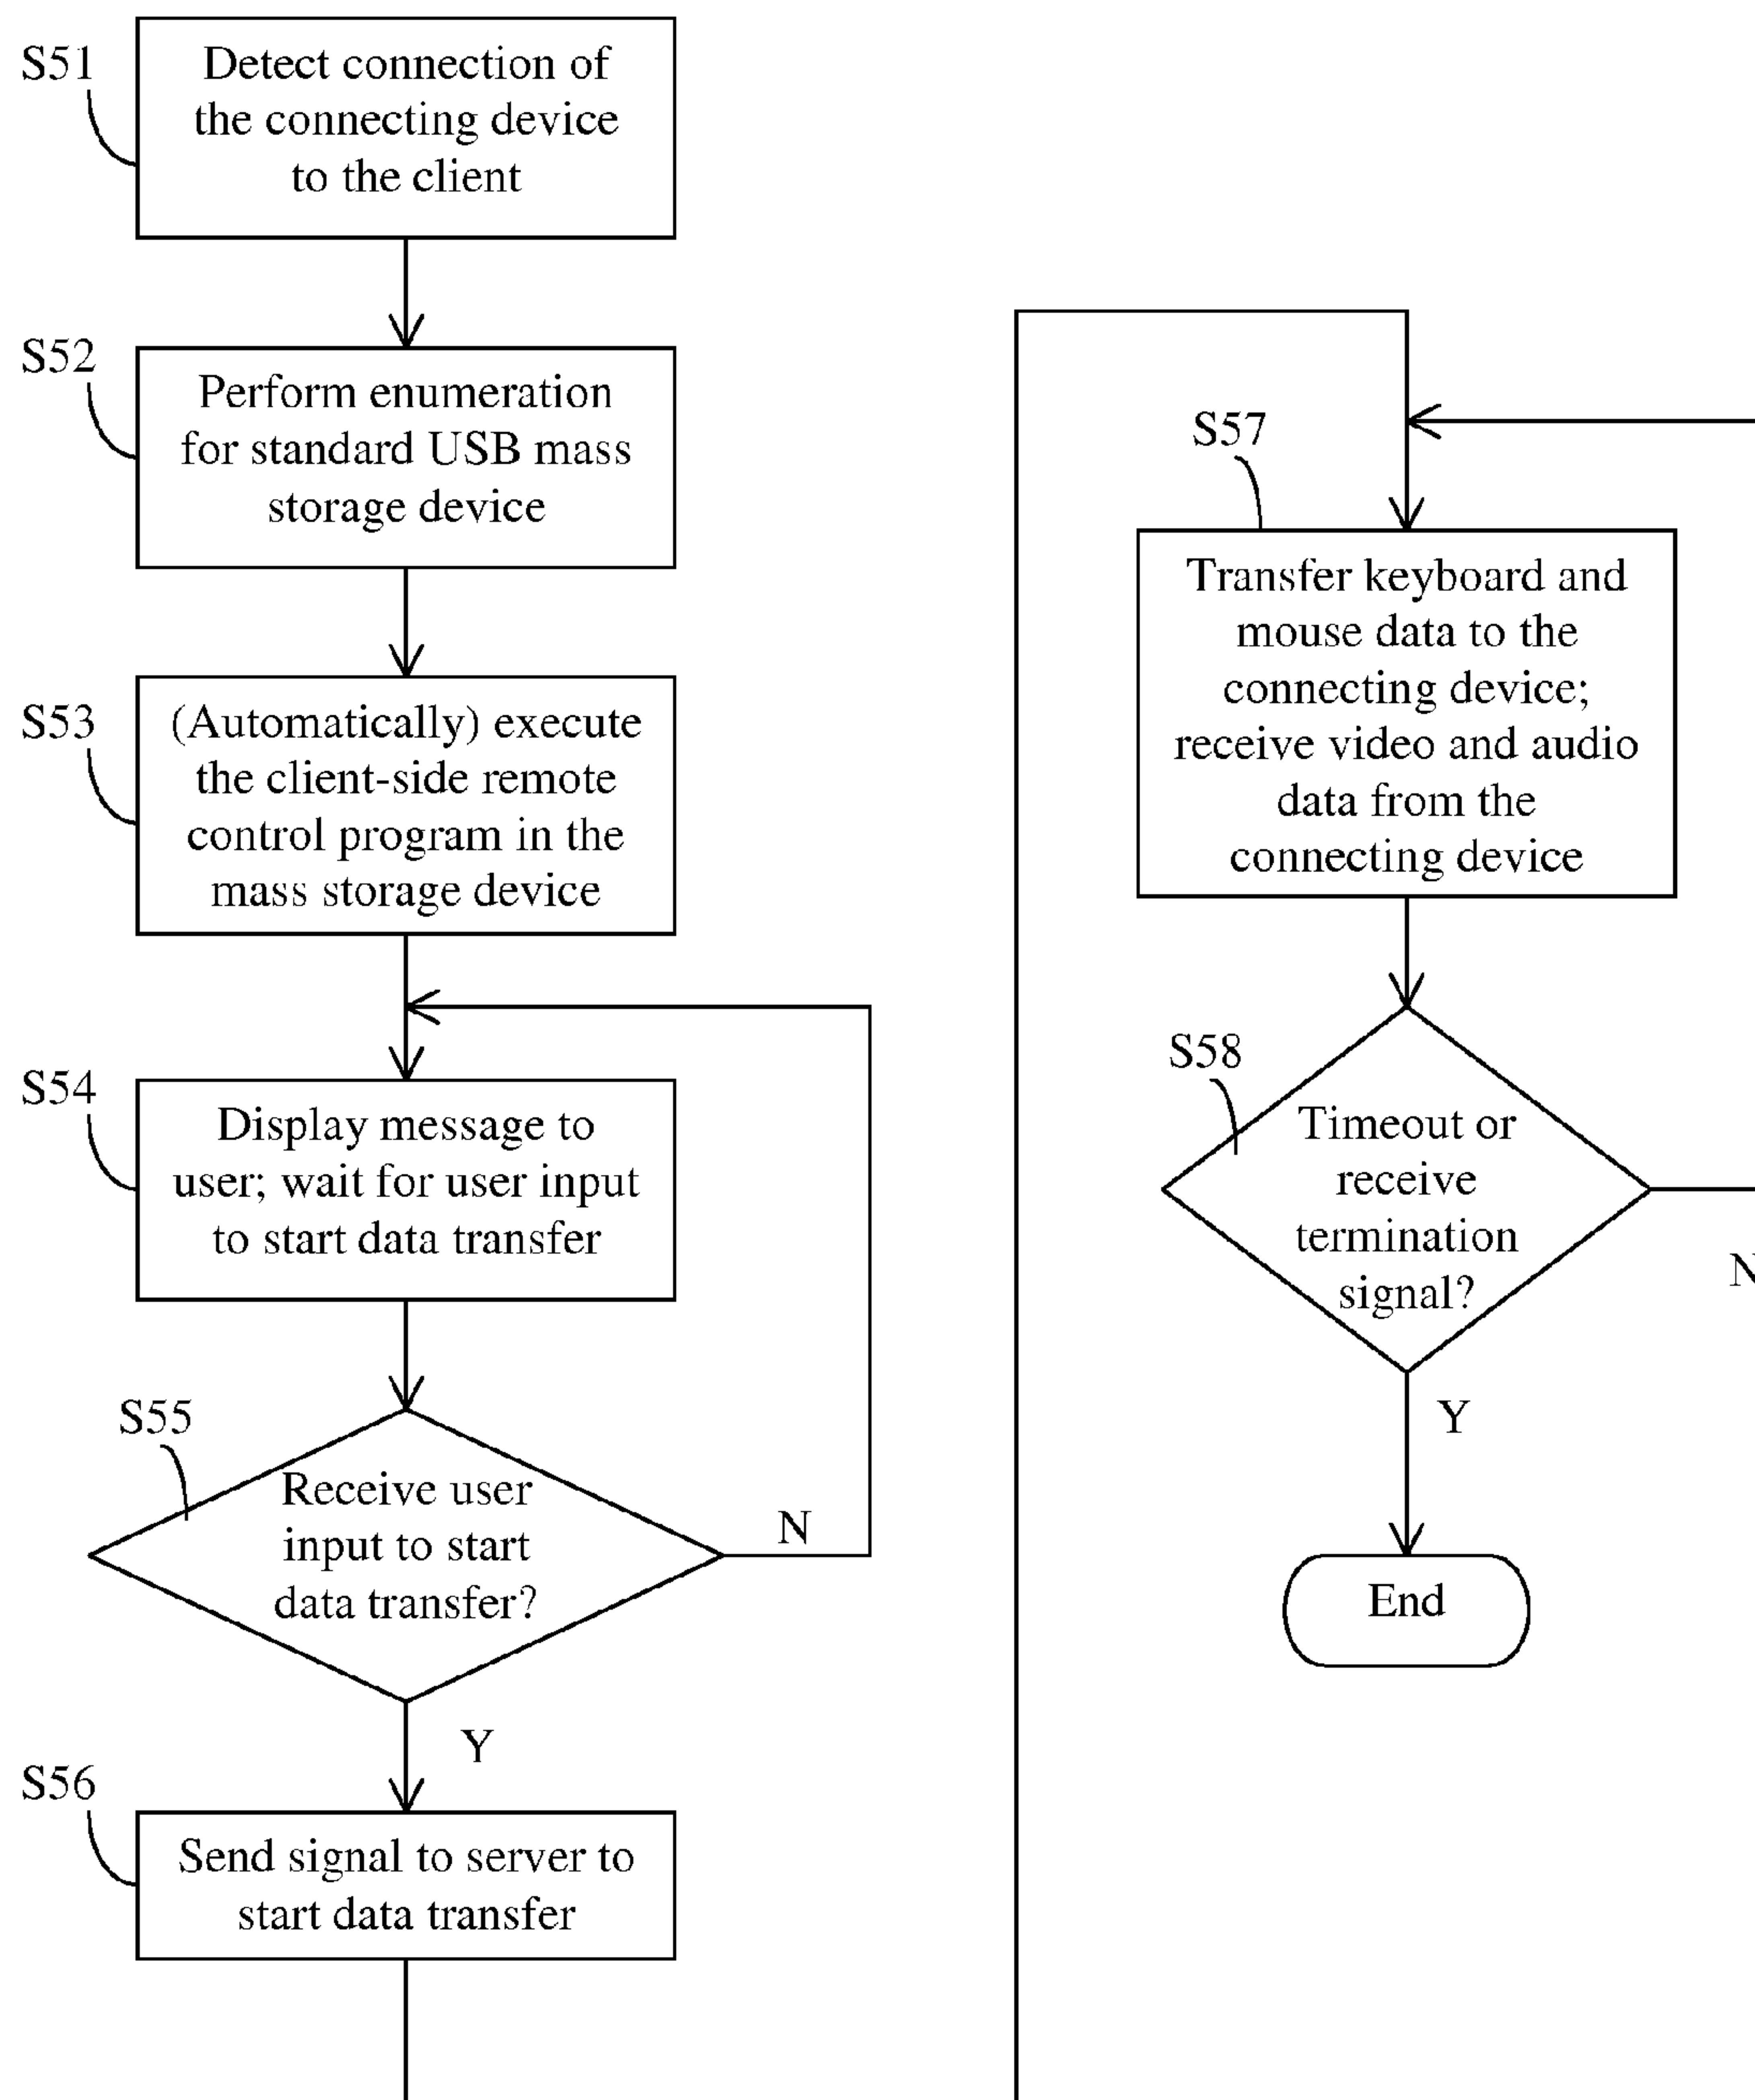 S51
Detect connection of
the connecting device
to the client
S52
Perform enumeration
for standard USB mass
storage device
S53
(Automatically) execute
the client-side remote
control program in the
mass storage device
S54
Display message to
user; wait for user input
to start data transfer
S55
Receive user
input to start
data transfer?
N
Y
S56
Send signal to server to
start data transfer
S57
Transfer keyboard and
mouse data to the
connecting device;
receive video and audio
data from the
connecting device
S58
Timeout or
receive
termination
signal?
N
Y
End